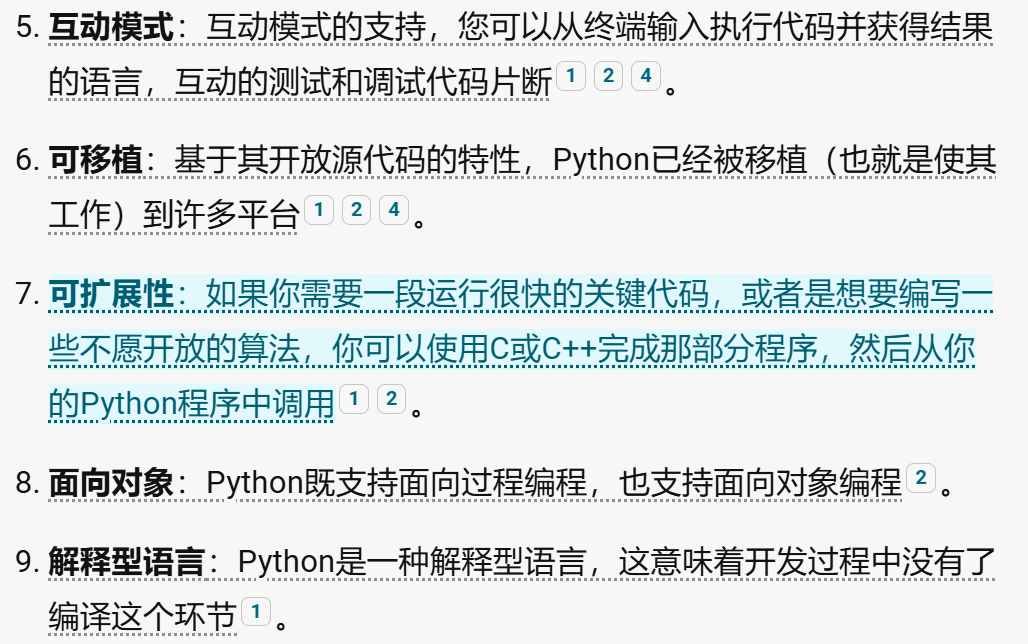 5. 互动模式：互动模式的支持，您可以从终端输入执行代码并获得结果
的语言，互动的测试和调试代码片断 1 2 4 。
6. 可移植：基于其开放源代码的特性，Python已经被移植（也就是使其
工作）到许多平台 1 2 4 。
7. 可扩展性：如果你需要一段运行很快的关键代码，或者是想要编写一
些不愿开放的算法，你可以使用C或C++完成那部分程序，然后从你
的Python程序中调用 1 2 。
8. 面向对象：Python既支持面向过程编程，也支持面向对象编程 2 。
9. 解释型语言：Python是一种解释型语言，这意味着开发过程中没有了
编译这个环节 1 。